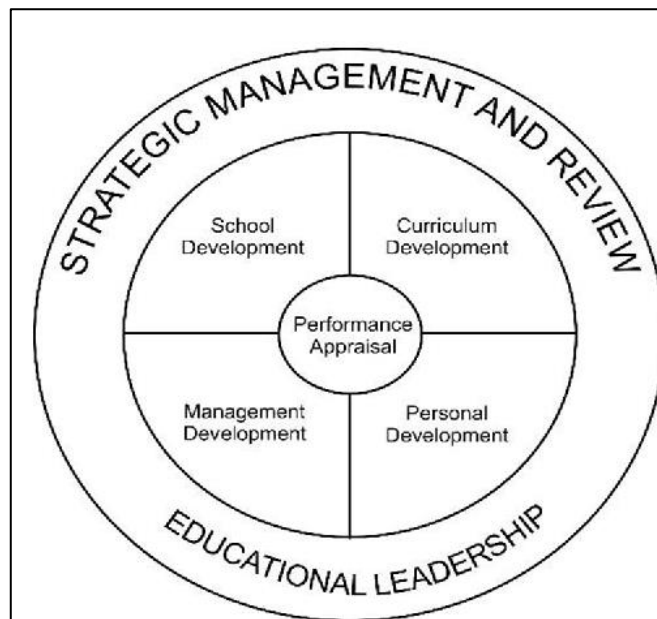 STRATEGIC MANAGEMENT AND REVIEW
School
Development
Curriculum
Development
Performance
Appraisal
Management
Development
Personal
Development
EDUCATIONAL LEADERSHIP